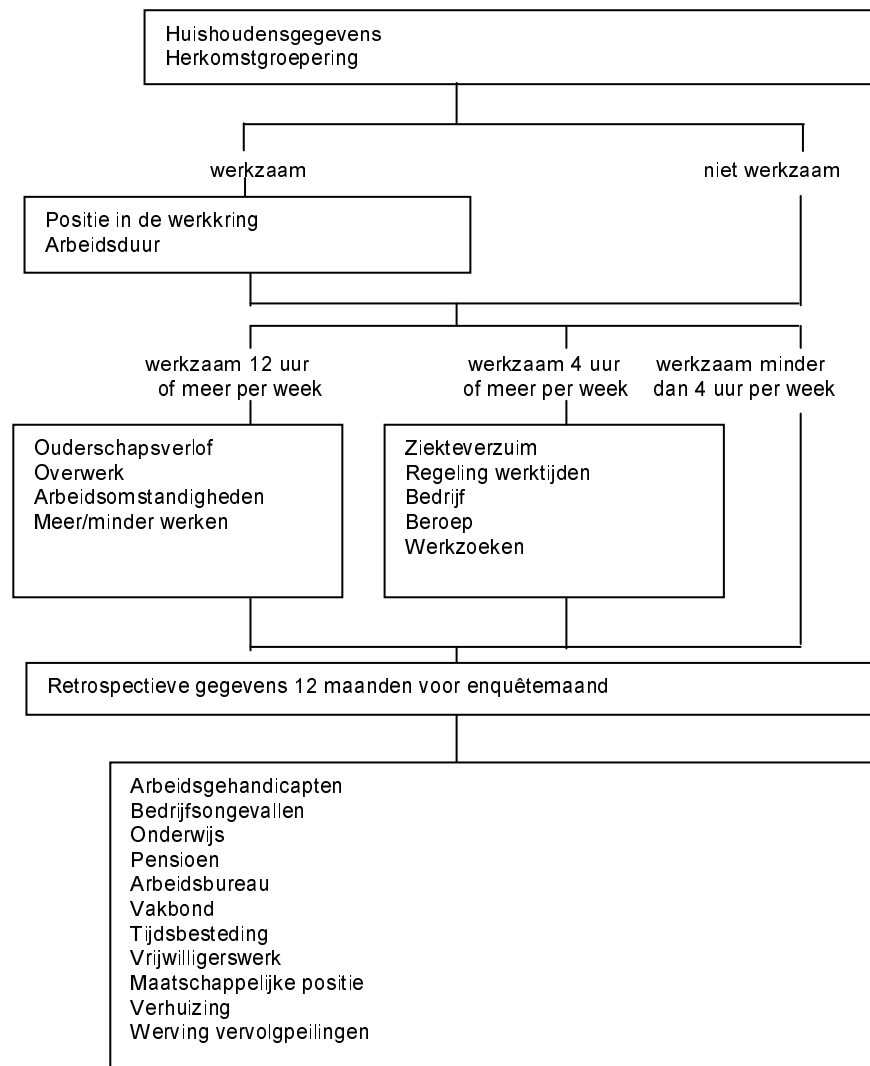 Huishoudensgegevens
Herkomstgroepering
werkzaam
niet werkzaam
Positie in de werkkring
Arbeidsduur
werkzaam 12 uur
of meer per week
werkzaam 4 uur
of meer per week
werkzaam minder
dan 4 uur per week
Ouderschapsverlof
Overwerk
Arbeidsomstandigheden
Meer/minder werken
Ziekteverzuim
Regeling werktijden
Bedrijf
Beroep
Werkzoeken
Retrospectieve gegevens 12 maanden voor enquêtemaand
Arbeidsgehandicapten
Bedrijfsongevallen
Onderwijs
Pensioen
Arbeidsbureau
Vakbond
Tijdsbesteding
Vrijwilligerswerk
Maatschappelijke positie
Verhuizing
Werving vervolgpeilingen